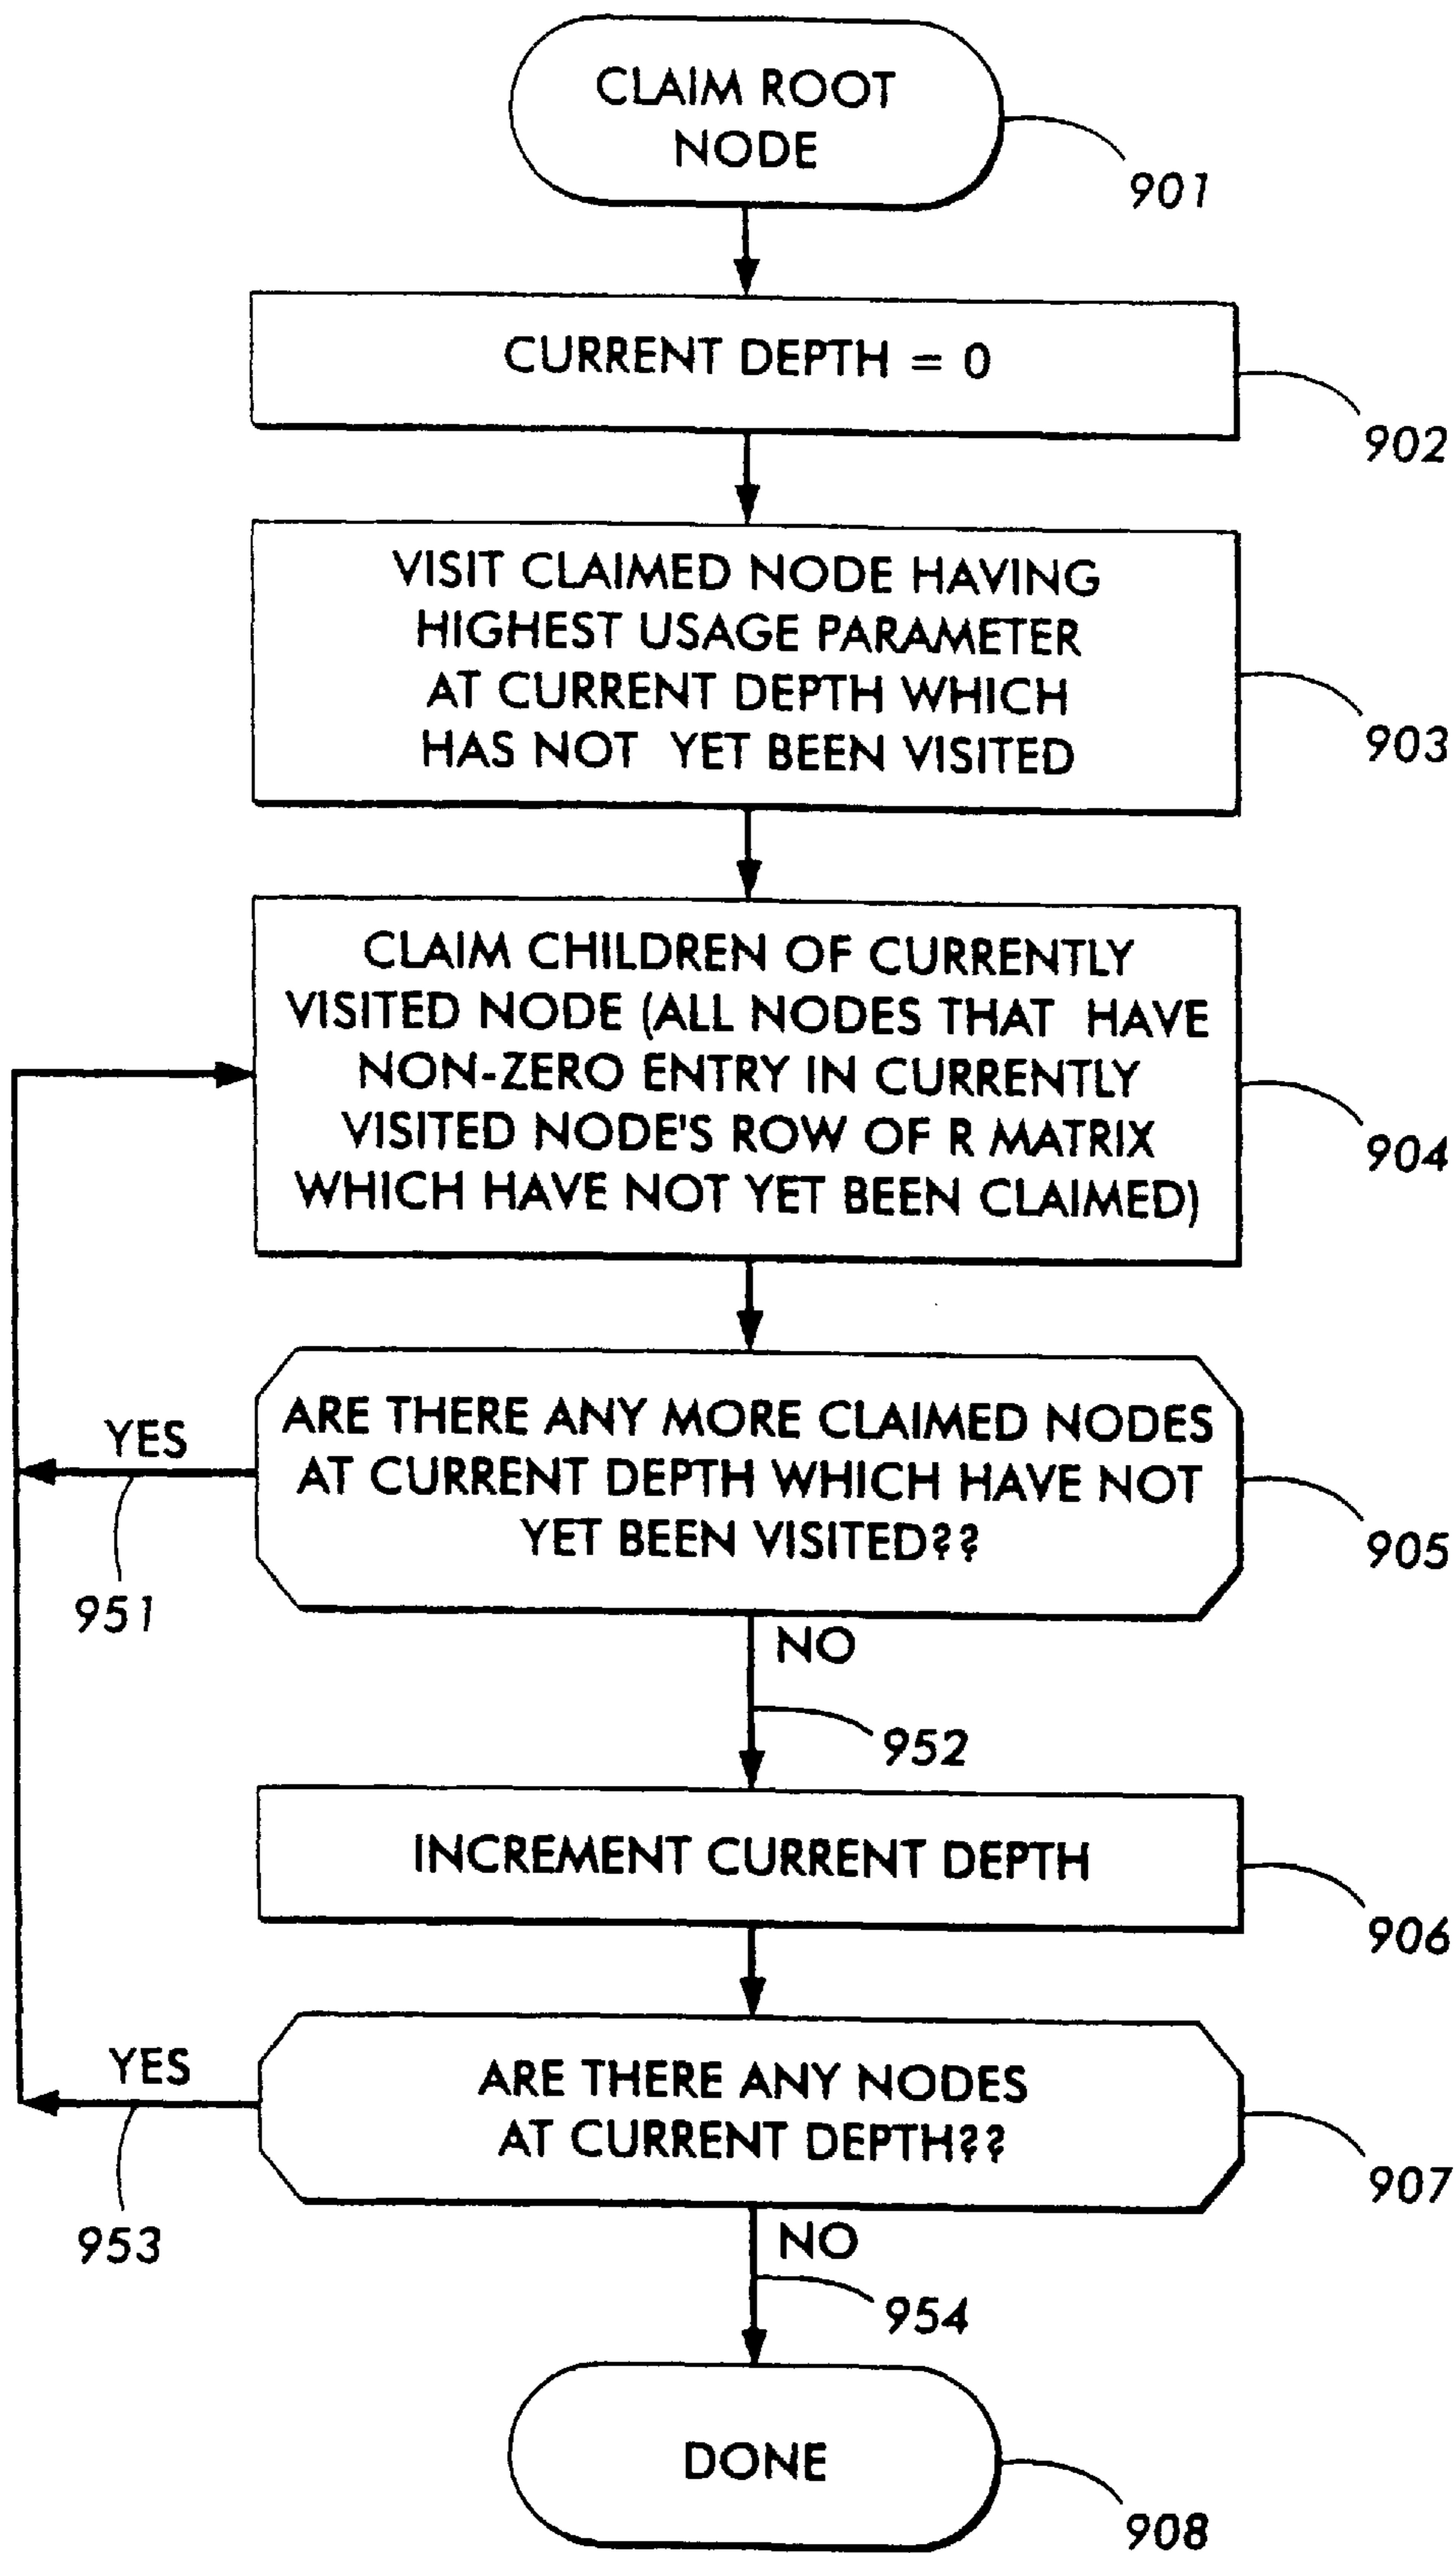 CLAIM ROOT
NODE
901
CURRENT DEPTH = 0
902
VISIT CLAIMED NODE HAVING
HIGHEST USAGE PARAMETER
AT CURRENT DEPTH WHICH
HAS NOT YET BEEN VISITED
903
CLAIM CHILDREN OF CURRENTLY
VISITED NODE (ALL NODES THAT HAVE
NON-ZERO ENTRY IN CURRENTLY
VISITED NODE'S ROW OF R MATRIX
WHICH HAVE NOT YET BEEN CLAIMED)
904
ARE THERE ANY MORE CLAIMED NODES
AT CURRENT DEPTH WHICH HAVE NOT
YET BEEN VISITED??
905
YES
951
NO
952
INCREMENT CURRENT DEPTH
906
ARE THERE ANY NODES
AT CURRENT DEPTH??
907
YES
953
NO
954
DONE
908